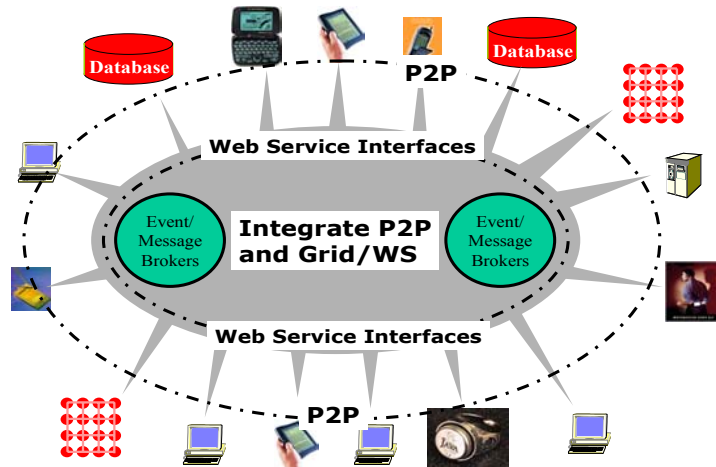 Database
Database
P2P
Web Service Interfaces
Event/
Message
Brokers
Integrate P2P
and Grid/WS
Event/
Message
Brokers
Web Service Interfaces
P2P